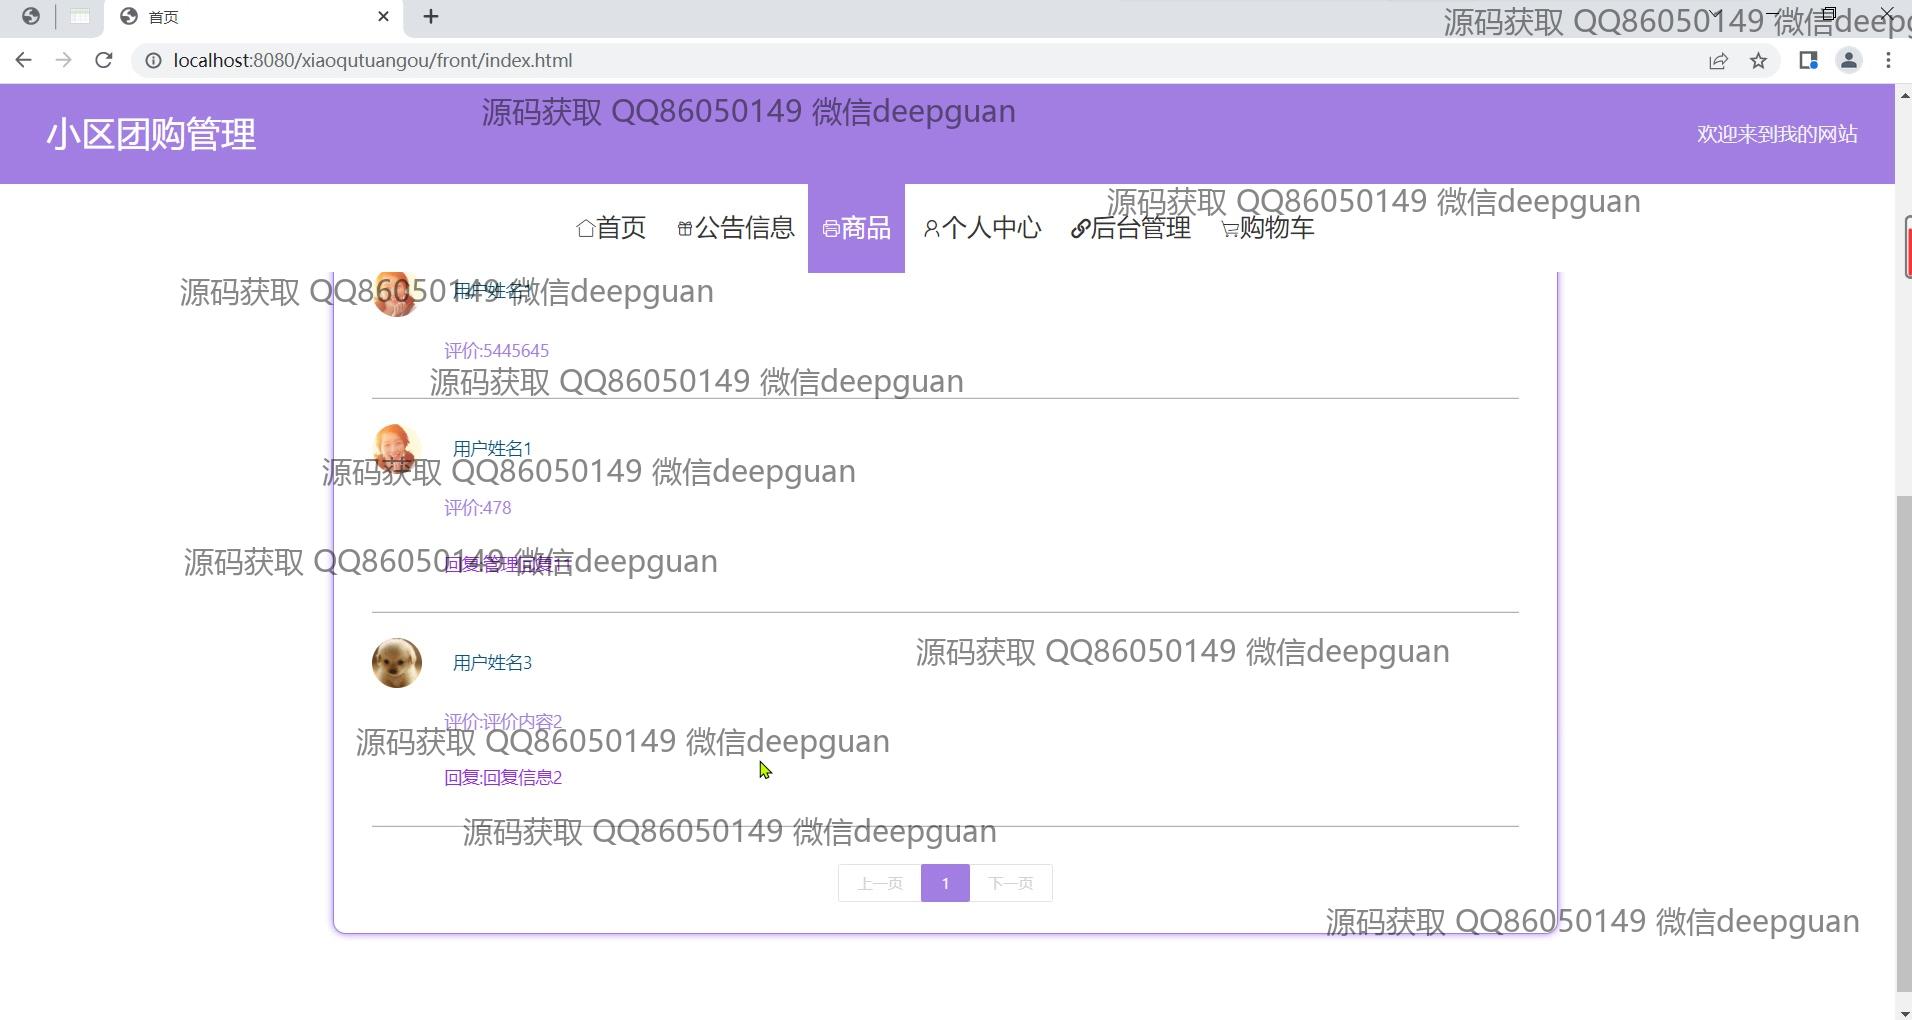 首页
源码获取 QQ86050149 微信deepg
localhost:8080/xiaoqutuangou/front/index.html
源码获取 QQ86050149 微信deepguan
小区团购管理
欢迎来到我的网站
源码获取 QQ86050149 微信deepguan
首页 公告信息 商品 个人中心 后台管理 购物车
源码获取 QQ86050149 微信deepguan
用户姓名1
评价:5445645
源码获取 QQ86050149 微信deepguan
用户姓名1
源码获取 QQ86050149 微信deepguan
评价:478
源码获取 QQ86050149 微信deepguan
回复:管理回复11
源码获取 QQ86050149 微信deepguan
用户姓名3
评价:评价内容2
源码获取 QQ86050149 微信deepguan
回复:回复信息2
源码获取 QQ86050149 微信deepguan
上一页 1 下一页
源码获取 QQ86050149 微信deepguan